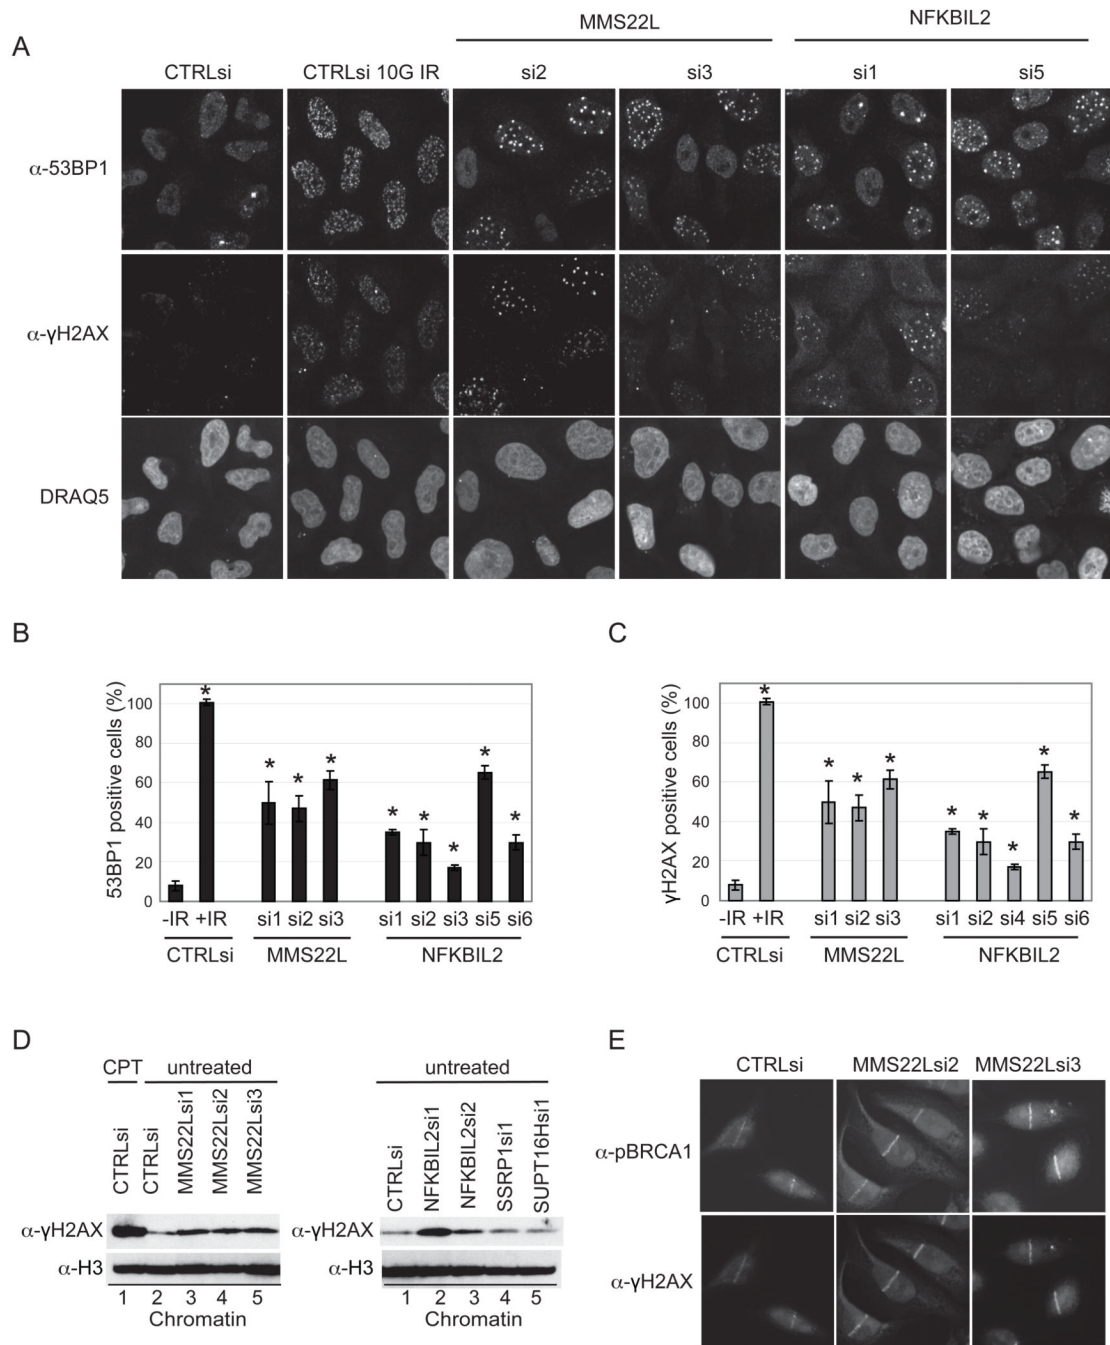 MMS22L NFKBIL2
A
CTRLsi CTRLsi 10G IR si2 si3 si1 si5
α-53BP1
α-γH2AX
DRAQ5
B C
53BP1 positive cells (%)
100
80
60
40
20
0
* * * * * * * * *
-IR +IR si1 si2 si3 si1 si2 si3 si5 si6
CTRLsi MMS22L NFKBIL2
γH2AX positive cells (%)
100
80
60
40
20
0
* * * * * * * * *
-IR +IR si1 si2 si3 si1 si2 si4 si5 si6
CTRLsi MMS22L NFKBIL2
D
CPT untreated
CTRLsi CTRLsi MMS22Lsi1 MMS22Lsi2 MMS22Lsi3
α-γH2AX
α-H3
1 2 3 4 5
Chromatin
untreated
CTRLsi NFKBIL2si1 NFKBIL2si2 SSRP1si1 SUPT16Hsi1
α-γH2AX
α-H3
1 2 3 4 5
Chromatin
E
CTRLsi MMS22Lsi2 MMS22Lsi3
α-pBRCA1
α-γH2AX